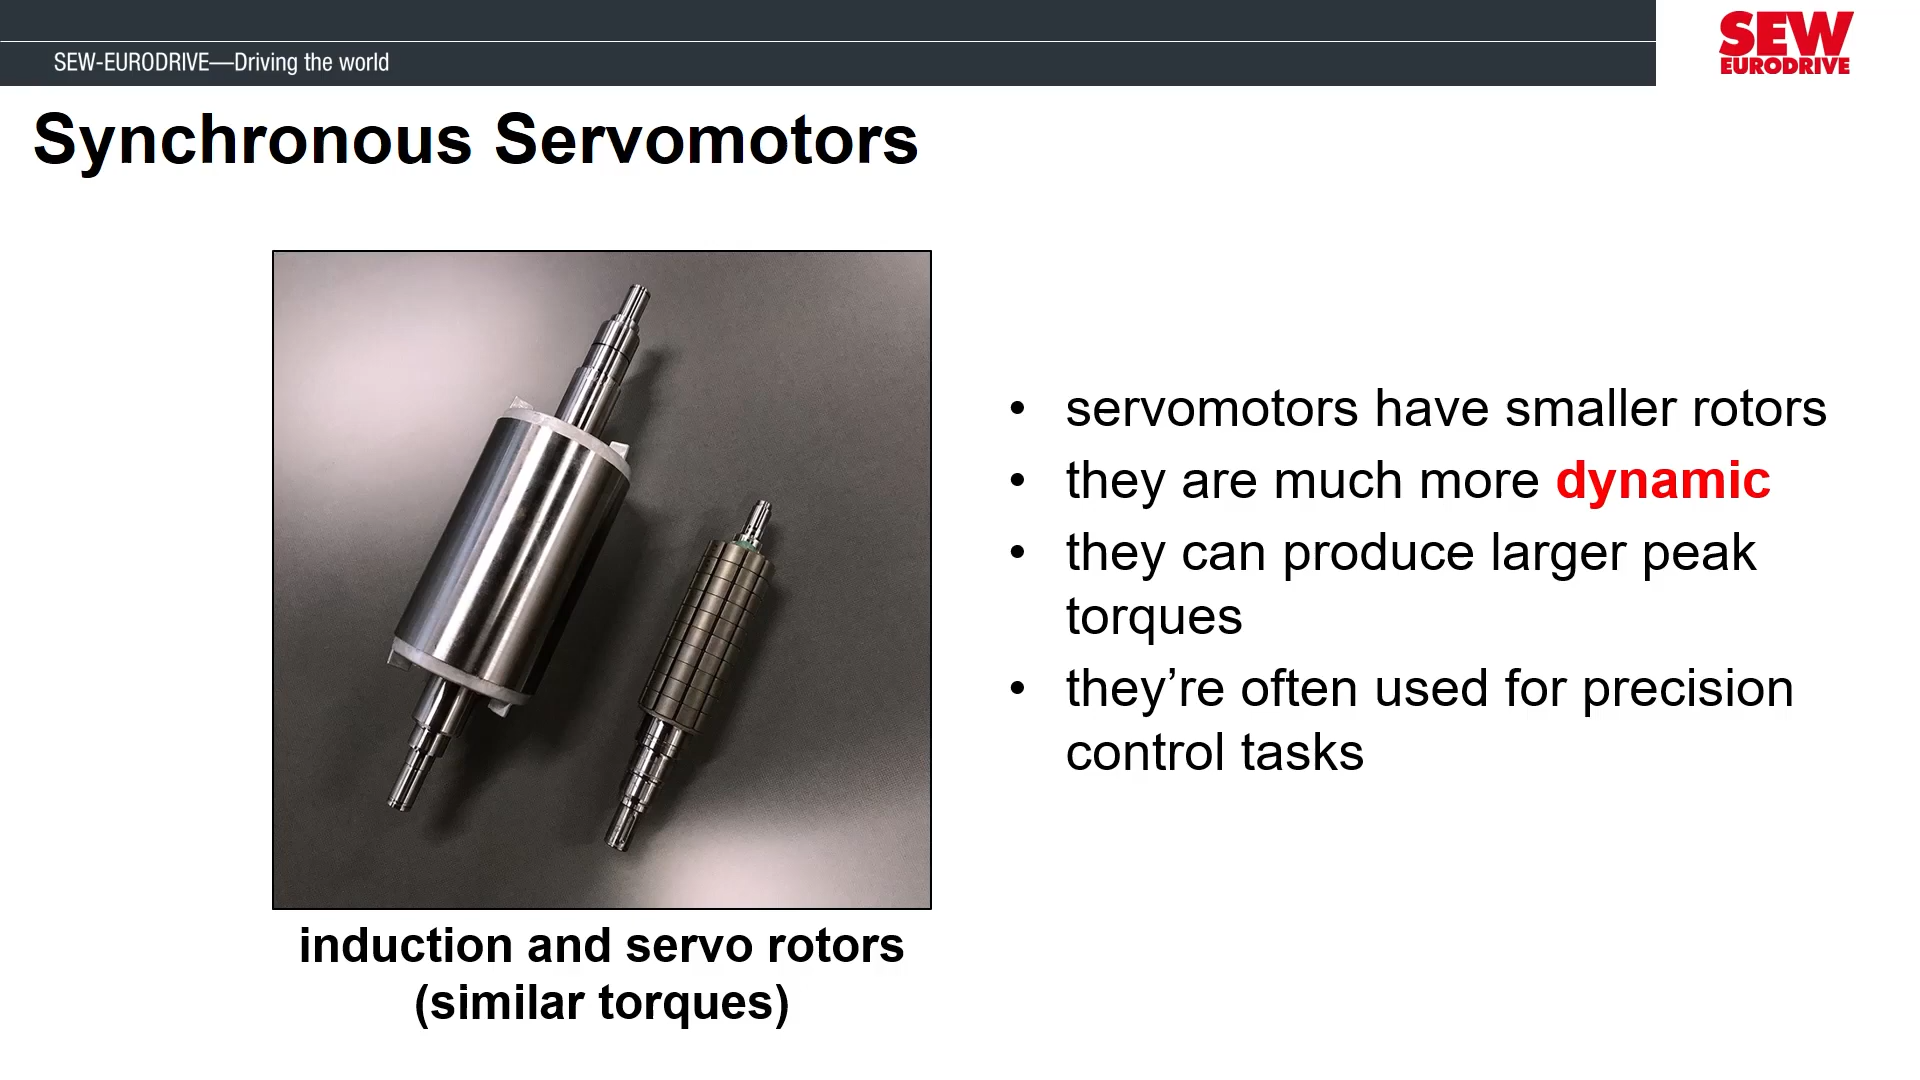 SEW-EURODRIVE—Driving the world
SEW
EURODRIVE
Synchronous Servomotors
• servomotors have smaller rotors
• they are much more dynamic
• they can produce larger peak
torques
• they’re often used for precision
control tasks
induction and servo rotors
(similar torques)